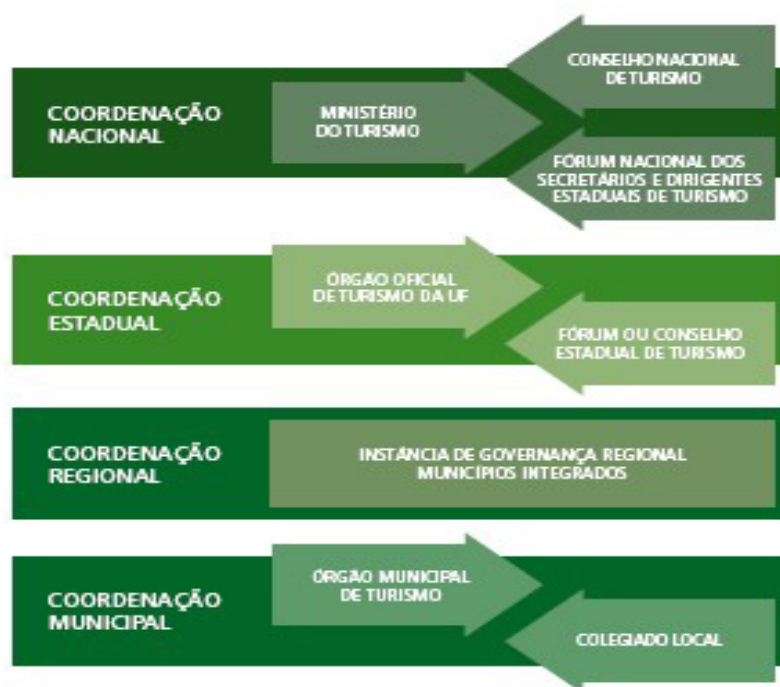 COORDENAÇÃO
NACIONAL
MINISTÉRIO
DO TURISMO
CONSELHO NACIONAL
DE TURISMO
FÓRUM NACIONAL DOS
SECRETÁRIOS E DIRIGENTES
ESTADUAIS DE TURISMO
COORDENAÇÃO
ESTADUAL
ÓRGÃO OFICIAL
DE TURISMO DA UF
FÓRUM OU CONSELHO
ESTADUAL DE TURISMO
COORDENAÇÃO
REGIONAL
INSTÂNCIA DE GOVERNANÇA REGIONAL
MUNICÍPIOS INTEGRADOS
COORDENAÇÃO
MUNICIPAL
ÓRGÃO MUNICIPAL
DE TURISMO
COLEGIADO LOCAL